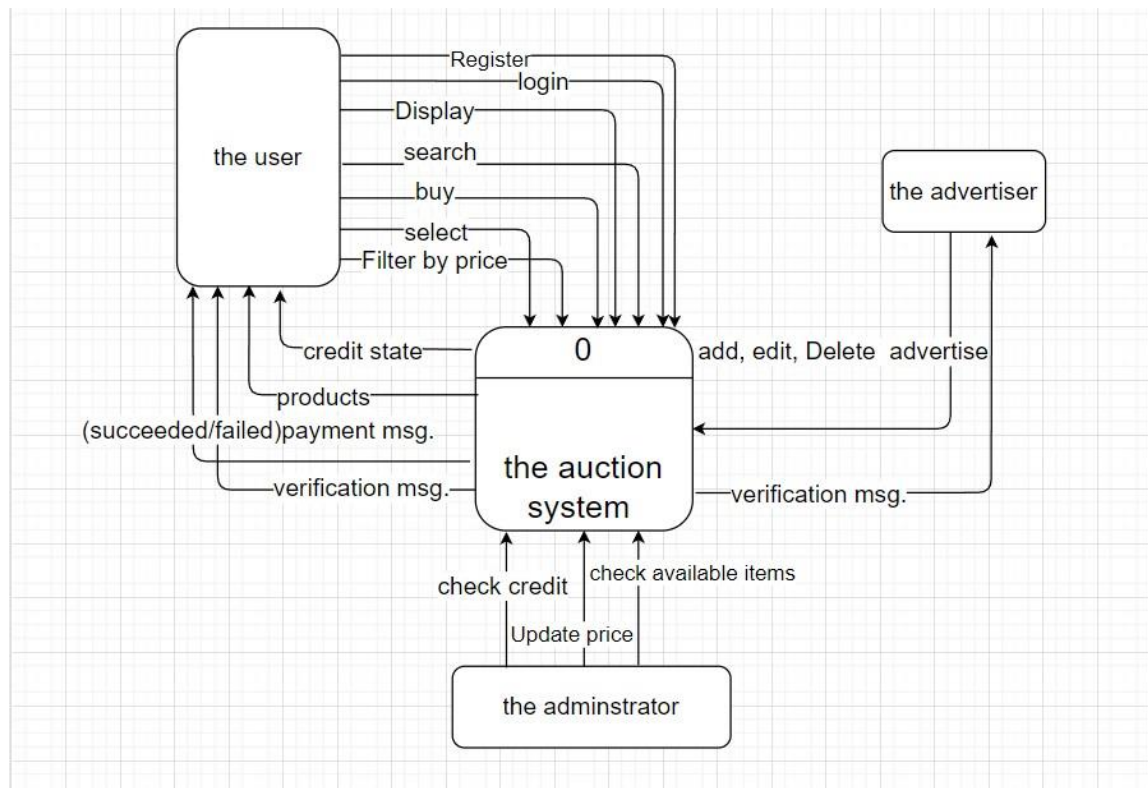 Register
login
Display
the user
search
the advertiser
buy
select
Filter by price
0
credit state
add, edit, Delete advertise
products
(succeeded/failed)payment msg.
the auction
system
verification msg.
verification msg.
check credit
check available items
Update price
the adminstrator